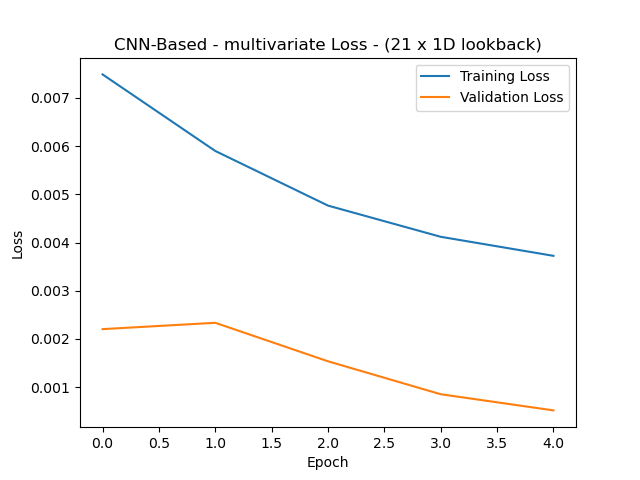 CNN-Based - multivariate Loss - (21 x 1D lookback)
Training Loss
Validation Loss
0.007
0.006
0.005
0.004
0.003
0.002
0.001
Loss
0.0 0.5 1.0 1.5 2.0 2.5 3.0 3.5 4.0
Epoch